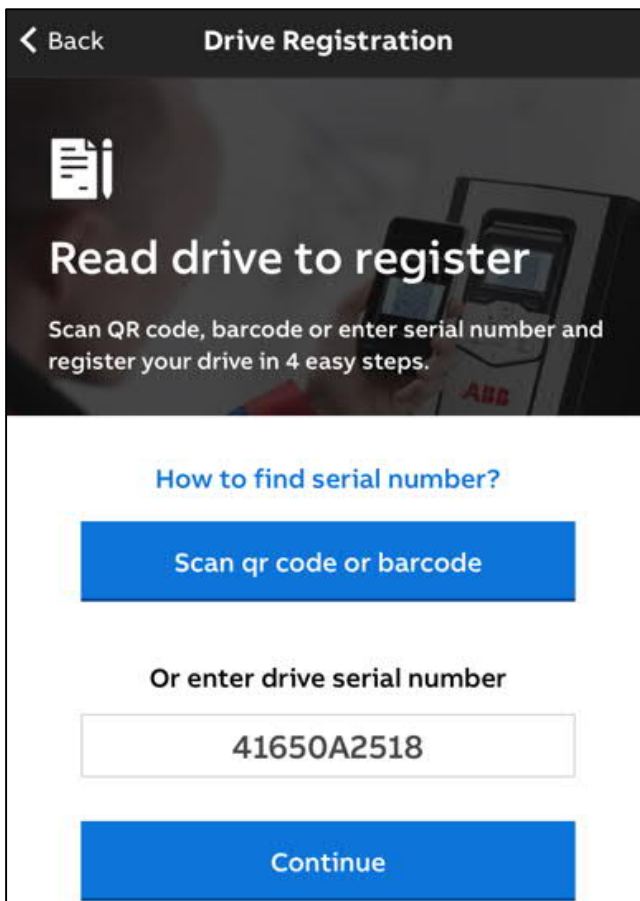 Back
Drive Registration
Read drive to register
Scan QR code, barcode or enter serial number and
register your drive in 4 easy steps.
ABB
How to find serial number?
Scan qr code or barcode
Or enter drive serial number
41650A2518
Continue